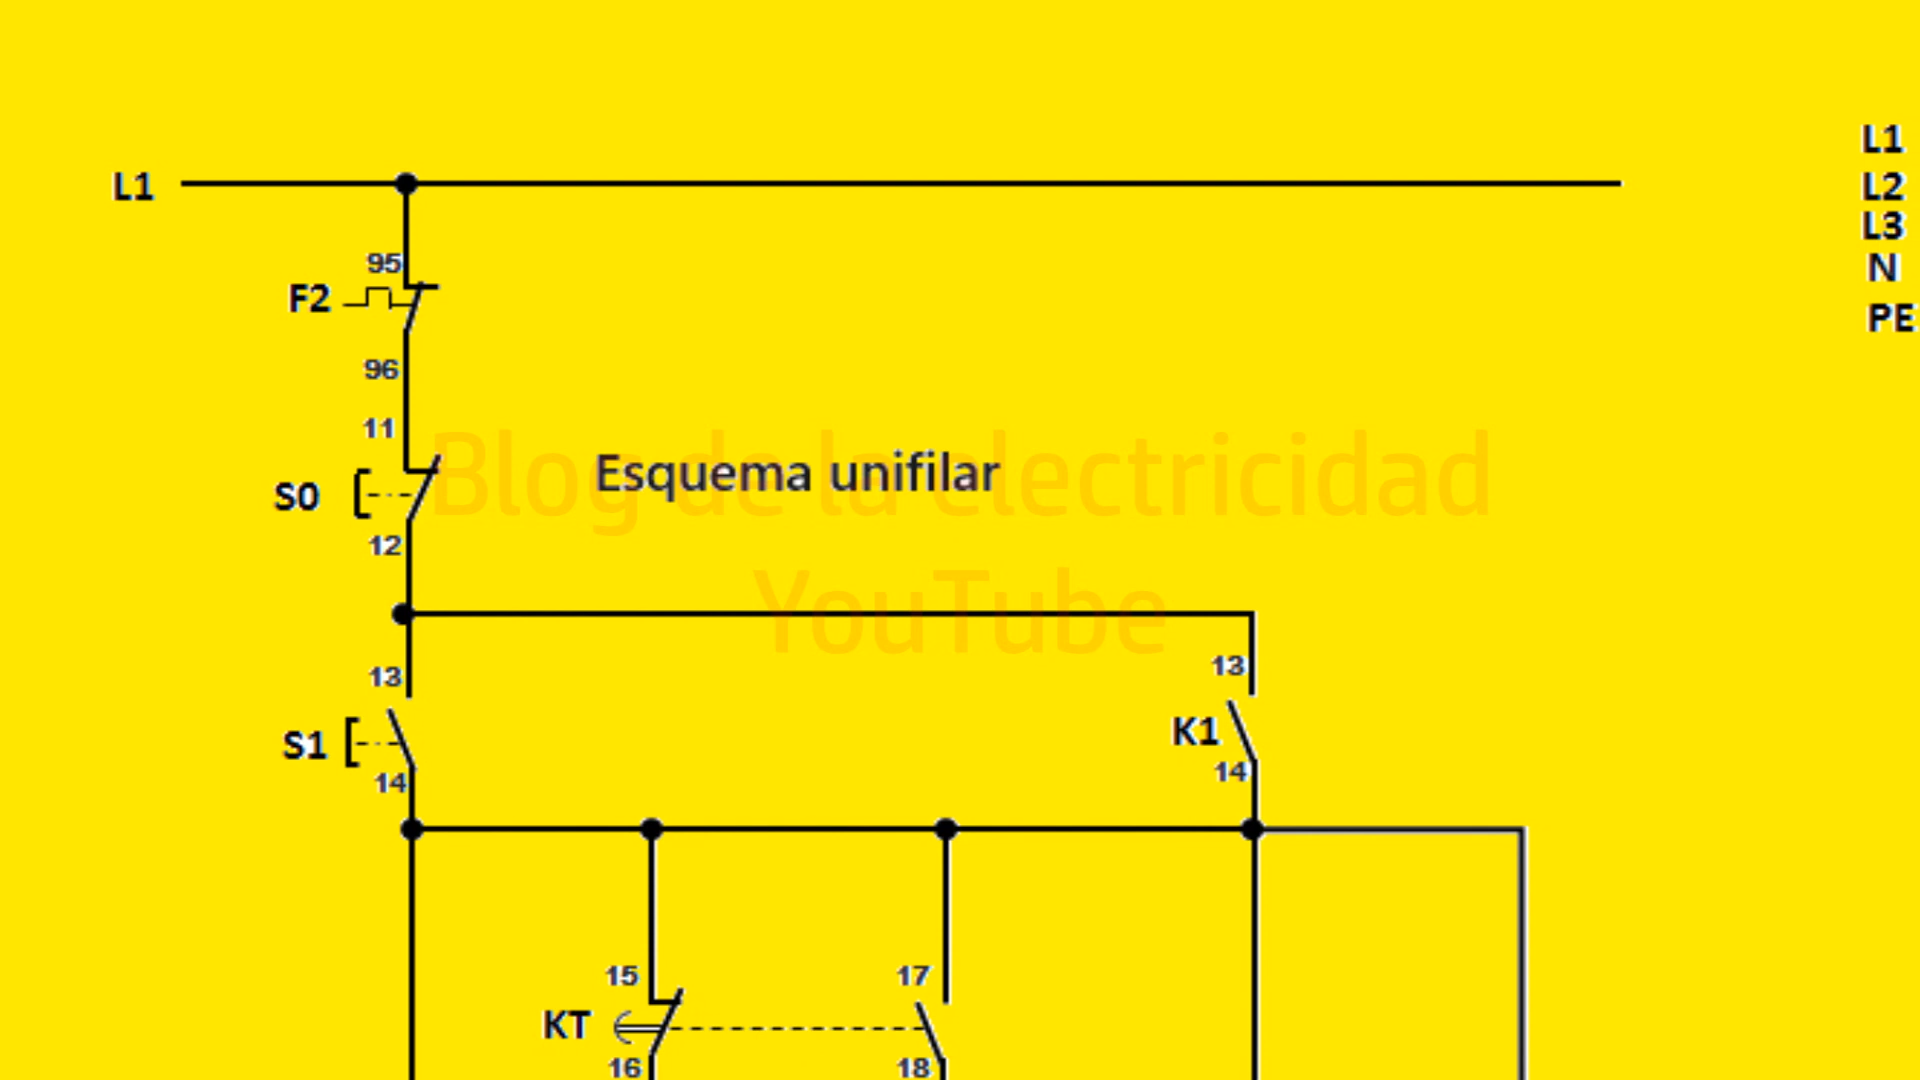 L1
L1
L2
L3
N
PE
95
F2
96
11
Blog de la electricidad
Esquema unifilar
S0
12
YouTube
13
13
S1
K1
14
14
15
17
KT
16
18